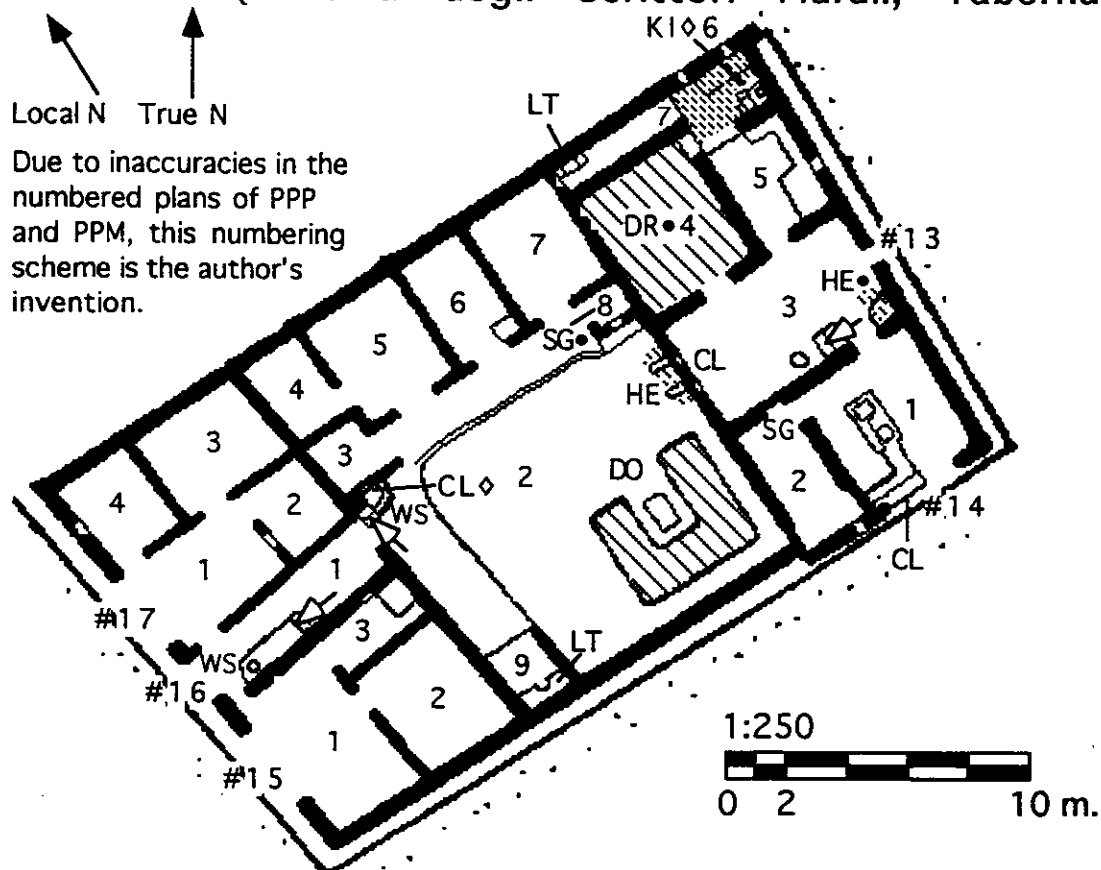 KI◊6
Local N True N
LT
Due to inaccuracies in the
numbered plans of PPP
and PPM, this numbering
scheme is the author's
invention.
7
5
DR•4
7
#13
HE•
6
8
3
SG•
5
CL
HE
4
1
SG
3
3
2
DO
2
4
CL◊
WS
2
#14
CL
1
1
#17
3
LT
WS
9
#16
2
1
#15
1:250
0 2 10 m.